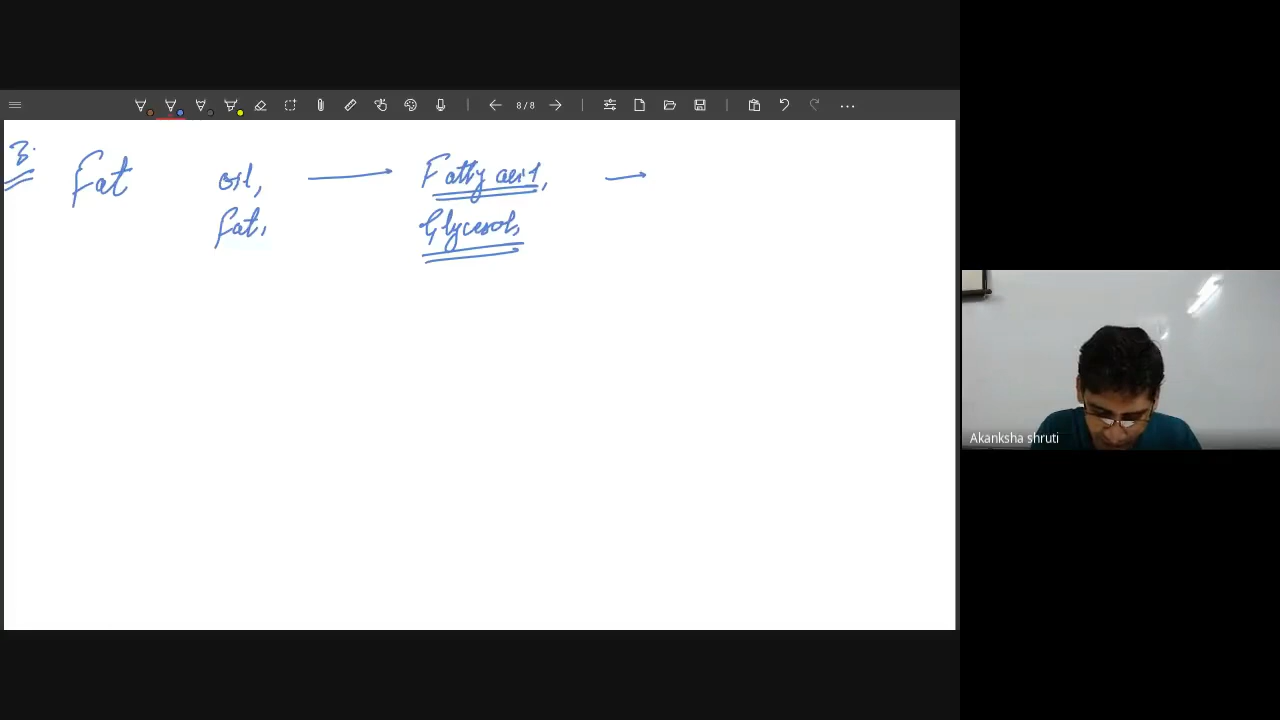 8/8
3.
Fat oil, → Fatty acid, →
fat, Glycerol,
Akanksha shruti